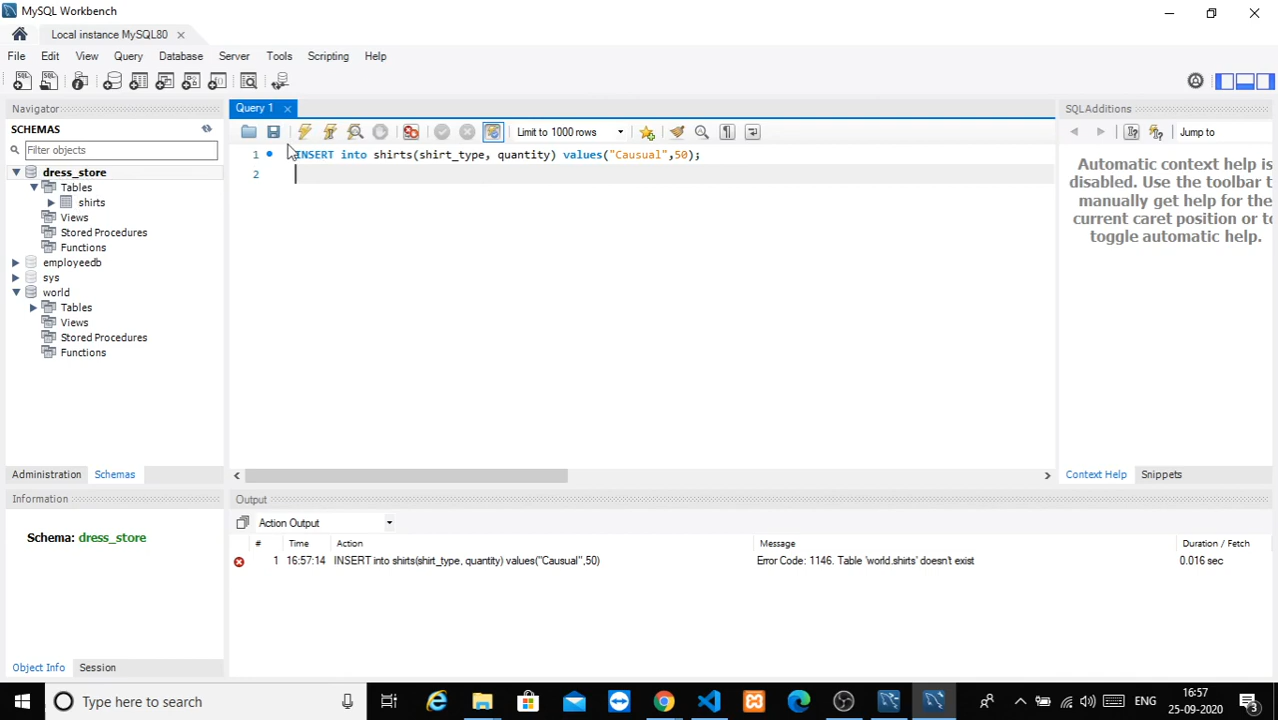 MySQL Workbench
Local instance MySQL80
File Edit View Query Database Server Tools Scripting Help
Navigator
SCHEMAS
Filter objects
dress_store
Tables
shirts
Views
Stored Procedures
Functions
employeedb
sys
world
Tables
Views
Stored Procedures
Functions
Administration Schemas
Information
Schema: dress_store
Object Info Session
Query 1
Limit to 1000 rows
1 INSERT into shirts(shirt_type, quantity) values("Causual",50);
2
SQL Additions
Jump to
Automatic context help is
disabled. Use the toolbar t
manually get help for the
current caret position or to
toggle automatic help.
Context Help Snippets
Output
Action Output
# Time Action Message Duration / Fetch
1 16:57:14 INSERT into shirts(shirt_type, quantity) values("Causual",50) Error Code: 1146. Table 'world.shirts' doesn't exist 0.016 sec
Type here to search
ENG
16:57
25-09-2020
3